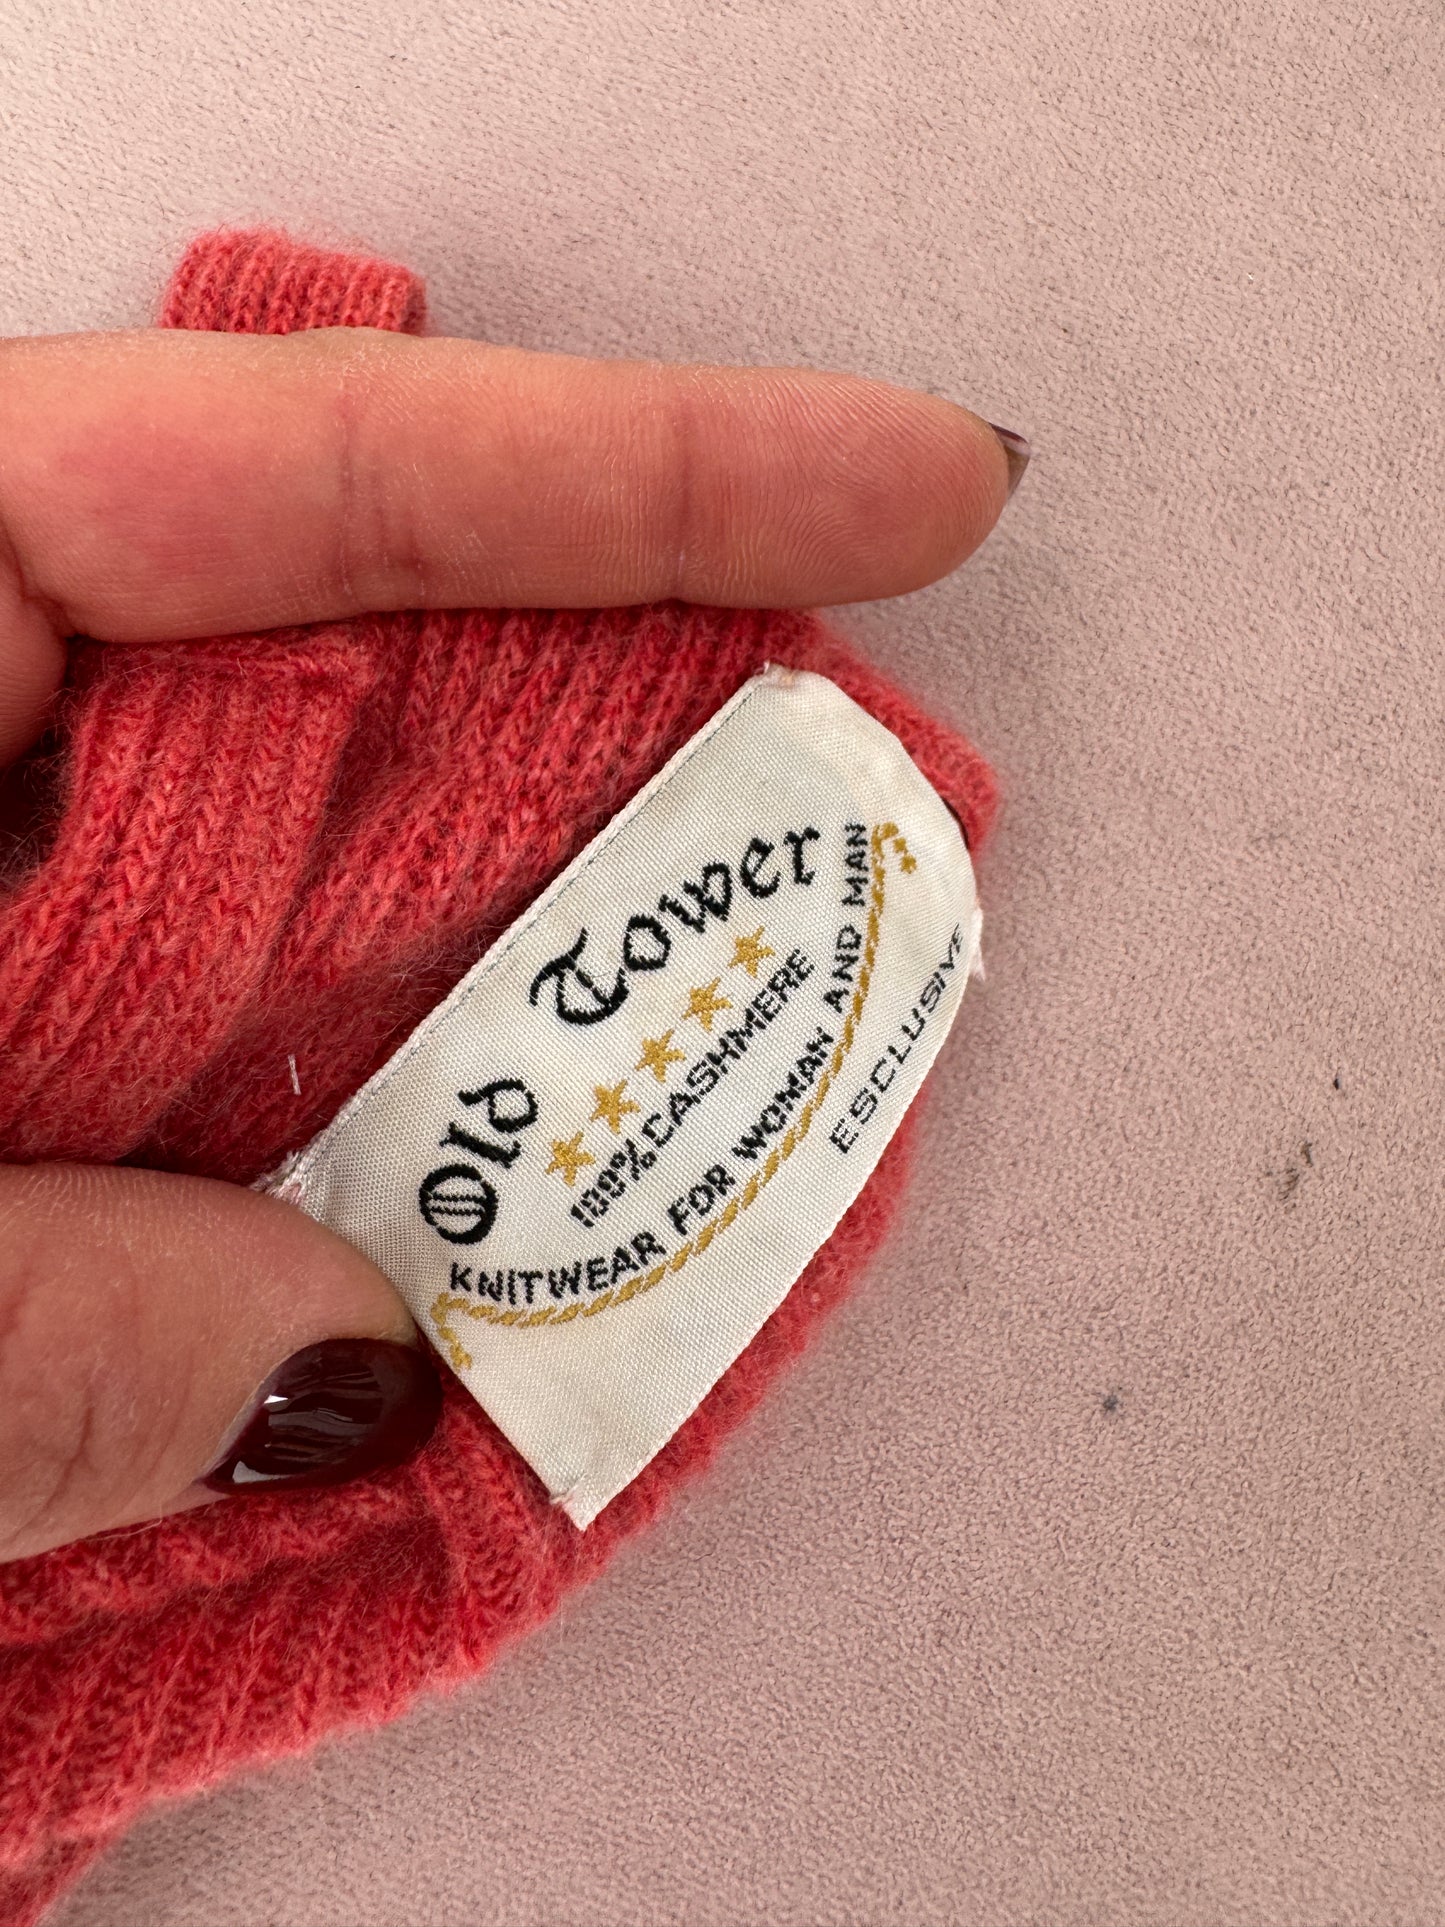 Old Tower
100% CASHMERE
KNITWEAR FOR WOMAN AND MAN
ESCLUSIVE